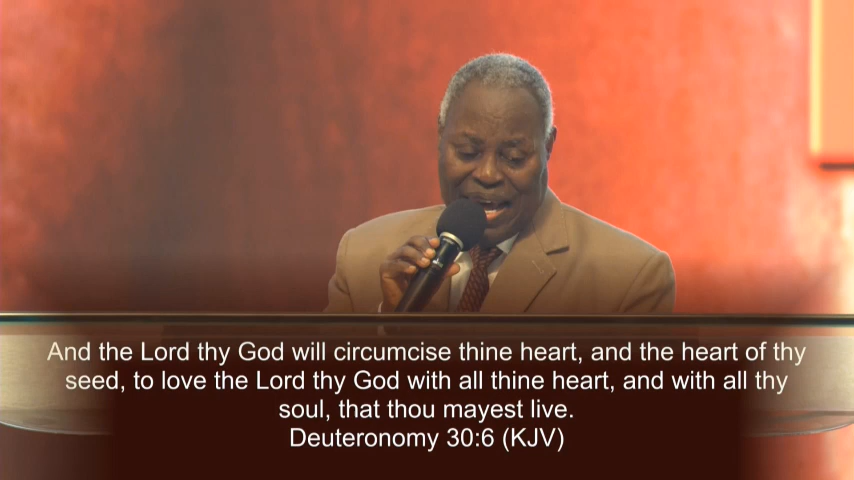 And the Lord thy God will circumcise thine heart, and the heart of thy
seed, to love the Lord thy God with all thine heart, and with all thy
soul, that thou mayest live.
Deuteronomy 30:6 (KJV)